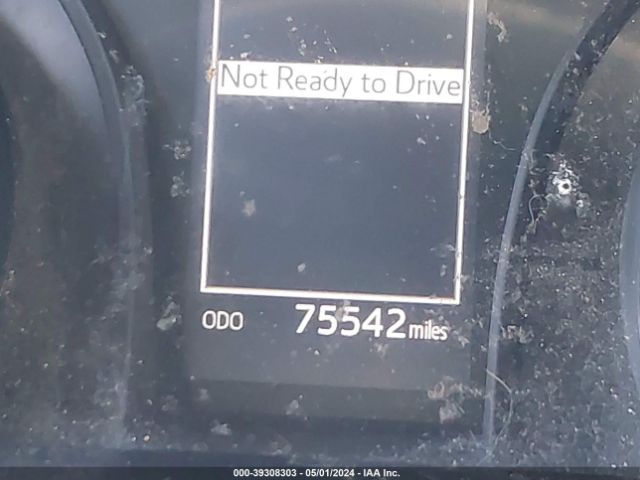 Not Ready to Drive
ODO 75542 miles
000-39308303 - 05/01/2024 - IAA Inc.